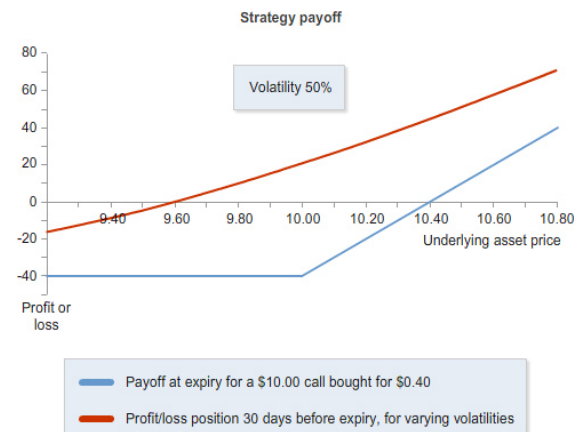 Strategy payoff
80
Volatility 50%
60
40
20
0
9.40 9.60 9.80 10.00 10.20 10.40 10.60 10.80
-20
Underlying asset price
-40
Profit or
loss
Payoff at expiry for a $10.00 call bought for $0.40
Profit/loss position 30 days before expiry, for varying volatilities